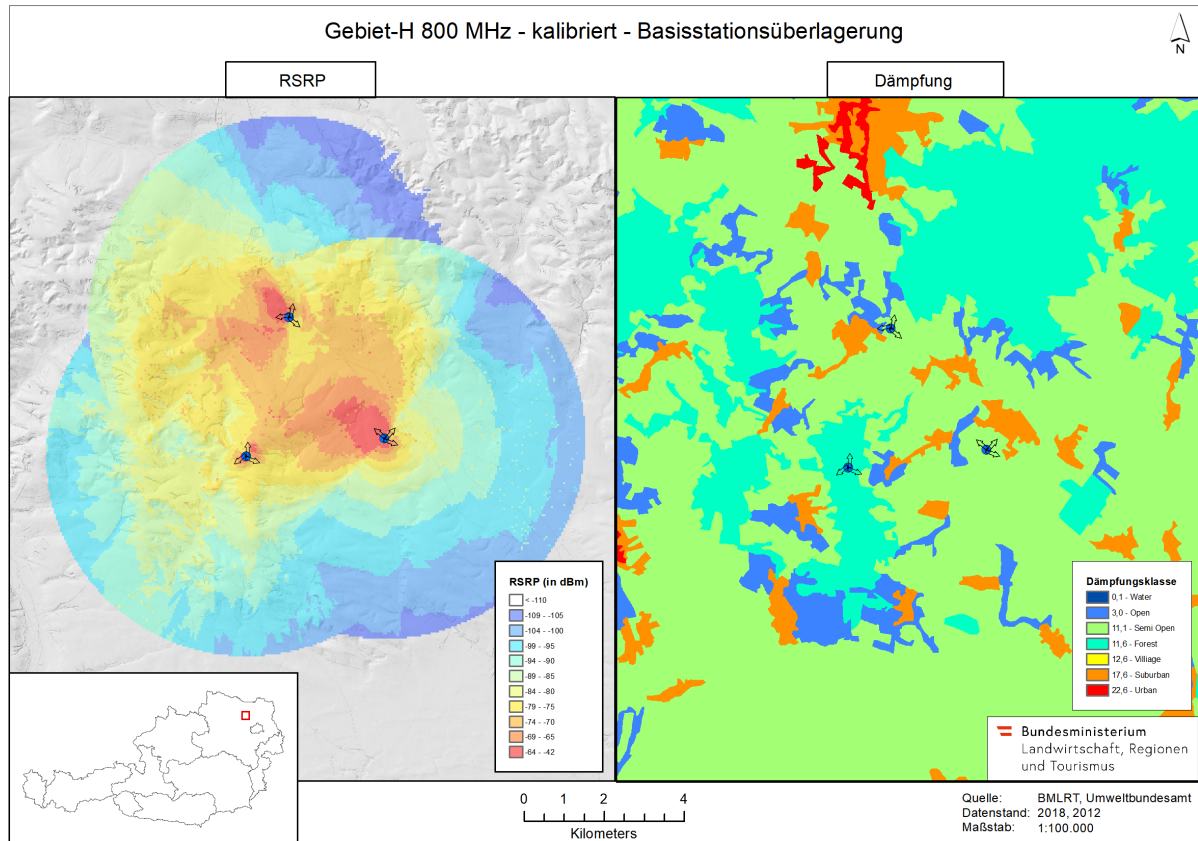 Gebiet-H 800 MHz - kalibriert - Basisstationsüberlagerung
N
RSRP
Dämpfung
RSRP (in dBm)
< -110
-109 - -105
-104 - -100
-99 - -95
-94 - -90
-89 - -85
-84 - -80
-79 - -75
-74 - -70
-69 - -65
-64 - -42
Dämpfungsklasse
0,1 - Water
3,0 - Open
11,1 - Semi Open
11,6 - Forest
12,6 - Villiage
17,6 - Suburban
22,6 - Urban
Bundesministerium
Landwirtschaft, Regionen
und Tourismus
0 1 2 4
Kilometers
Quelle: BMLRT, Umweltbundesamt
Datenstand: 2018, 2012
Maßstab: 1:100.000